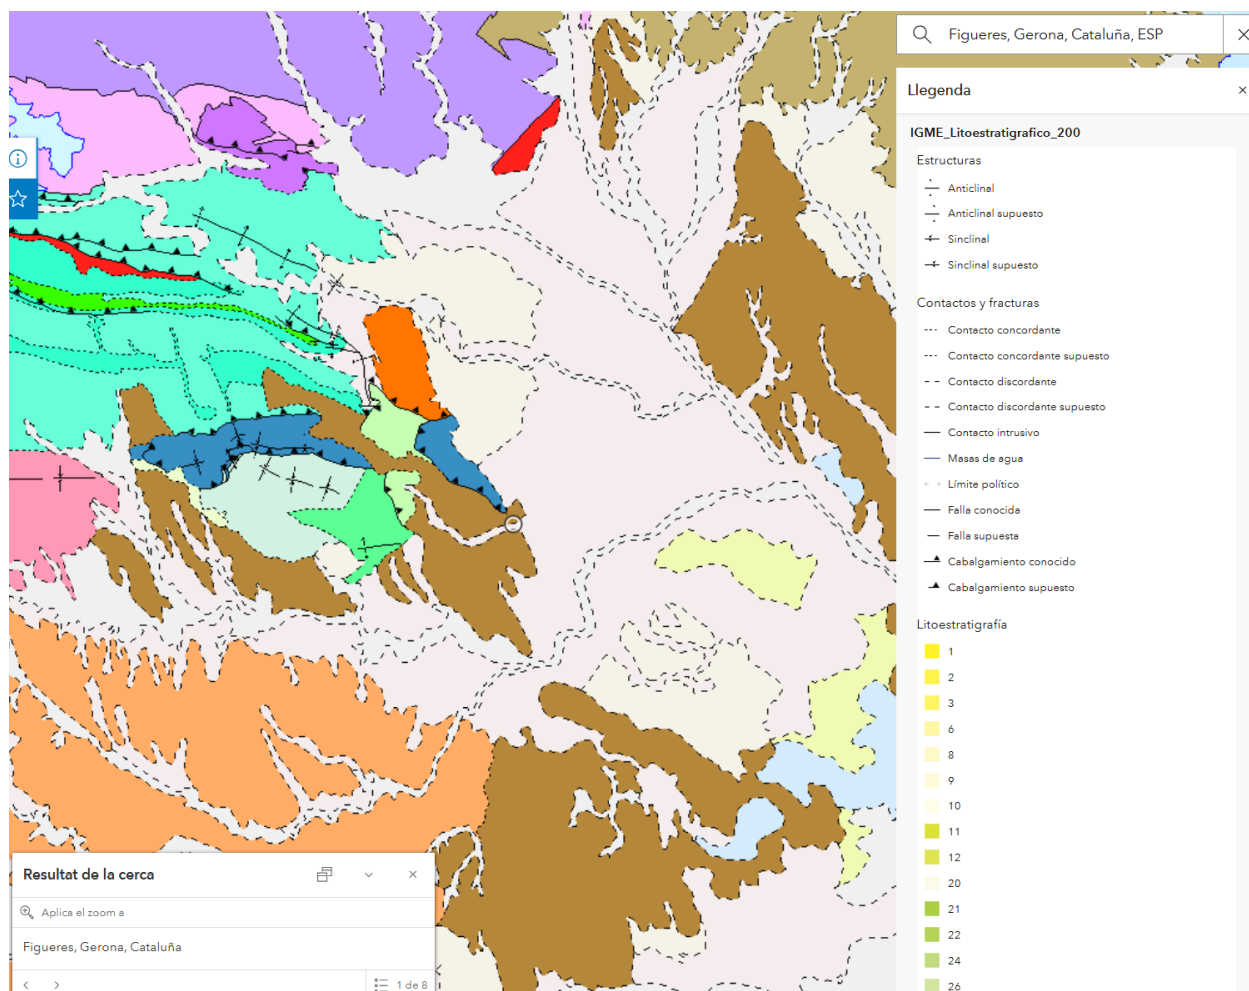 Figueres, Gerona, Cataluña, ESP
Llegenda
IGME_Litoestratigrafico_200
Estructuras
Anticlinal
Anticlinal supuesto
Sinclinal
Sinclinal supuesto
Contactos y fracturas
Contacto concordante
Contacto concordante supuesto
Contacto discordante
Contacto discordante supuesto
Contacto intrusivo
Masas de agua
Límite político
Falla conocida
Falla supuesta
Cabalgamiento conocido
Cabalgamiento supuesto
Litoestratigrafía
1
2
3
6
8
9
10
11
12
20
21
22
24
26
Resultat de la cerca
Aplica el zoom a
Figueres, Gerona, Cataluña
1 de 8